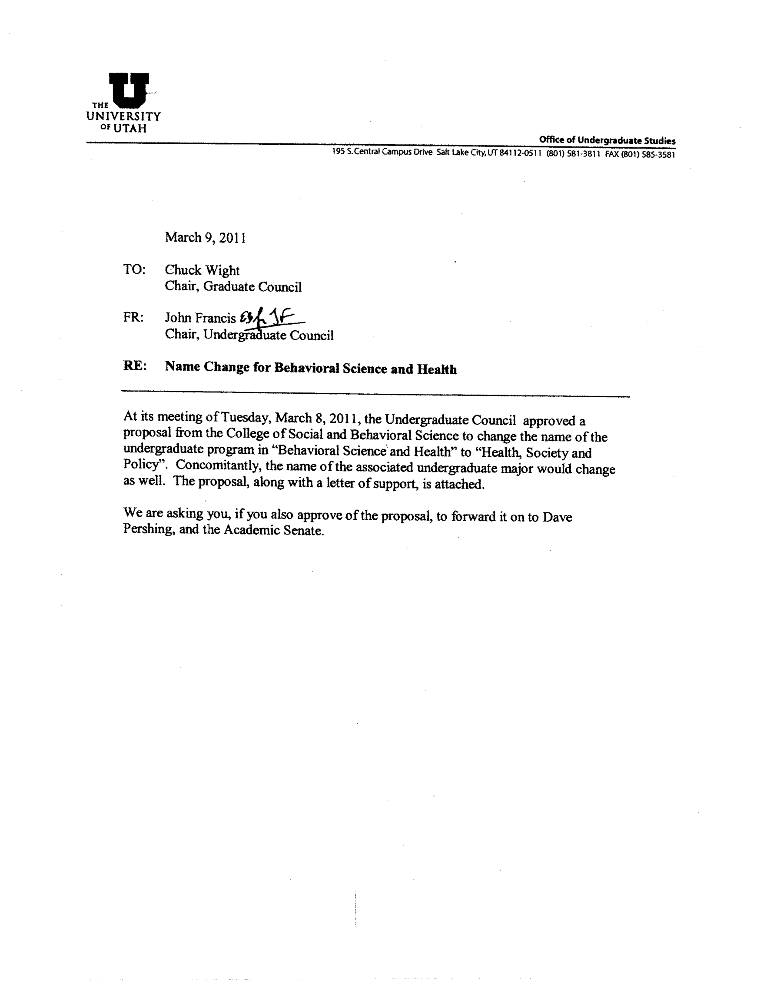 U
THE
UNIVERSITY
OF UTAH
Office of Undergraduate Studies
195 S. Central Campus Drive Salt Lake City, UT 84112-0511 (801) 581-3811 FAX (801) 585-3581
March 9, 2011
TO: Chuck Wight
Chair, Graduate Council
FR: John Francis JF
Chair, Undergraduate Council
RE: Name Change for Behavioral Science and Health
At its meeting of Tuesday, March 8, 2011, the Undergraduate Council approved a
proposal from the College of Social and Behavioral Science to change the name of the
undergraduate program in “Behavioral Science and Health” to “Health, Society and
Policy”. Concomitantly, the name of the associated undergraduate major would change
as well. The proposal, along with a letter of support, is attached.
We are asking you, if you also approve of the proposal, to forward it on to Dave
Pershing, and the Academic Senate.